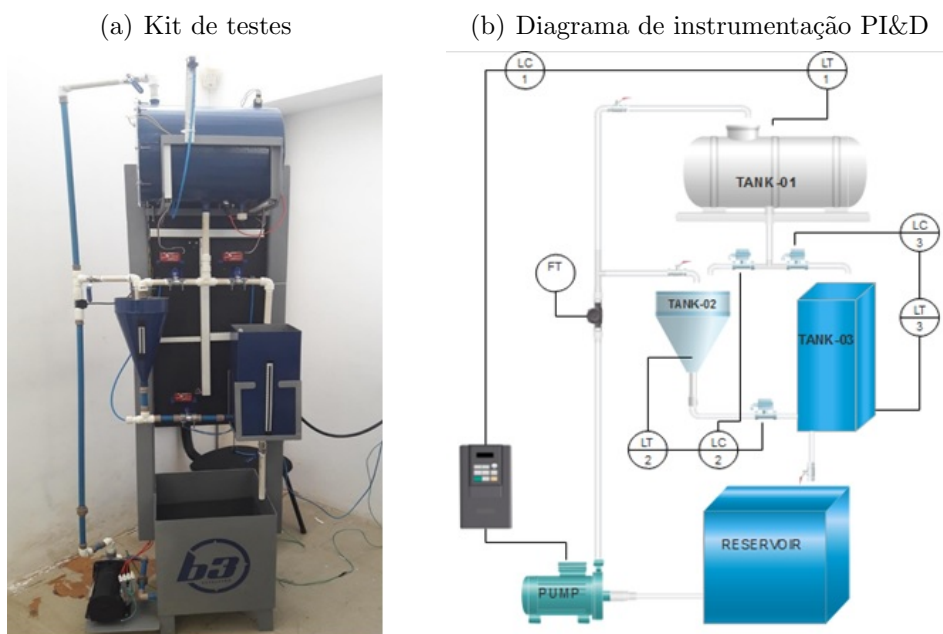 (a) Kit de testes
(b) Diagrama de instrumentação PI&D
LC
1
LT
1
TANK-01
LC
3
FT
TANK-02
LT
3
TANK-03
LT
2
LC
2
RESERVOIR
PUMP
b3